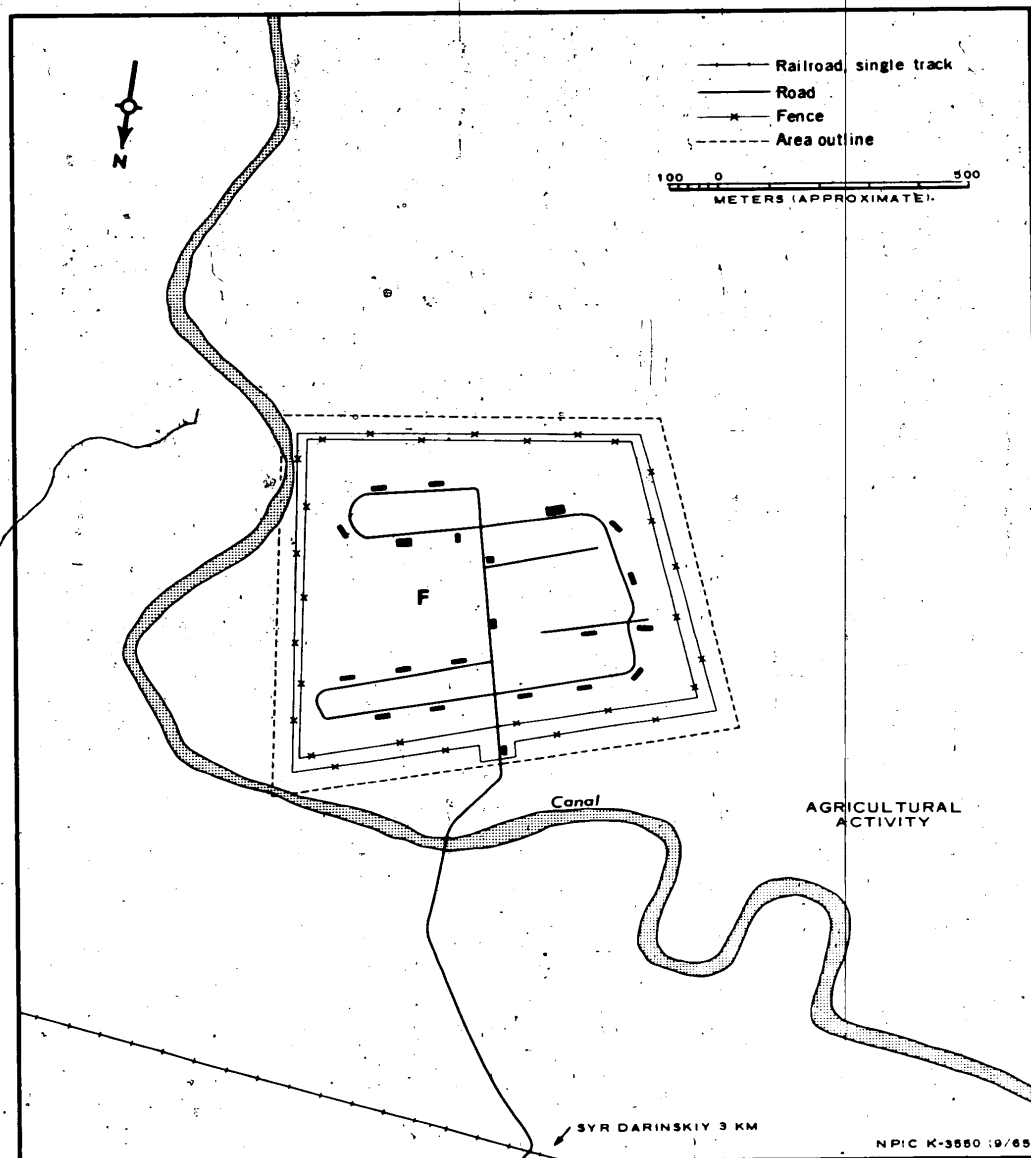 Railroad, single track
Road
Fence
Area outline
100 0 500
METERS (APPROXIMATE)
N
F
Canal
AGRICULTURAL
ACTIVITY
SYR DARINSKIY 3 KM
NPIC K-3550 (9/65